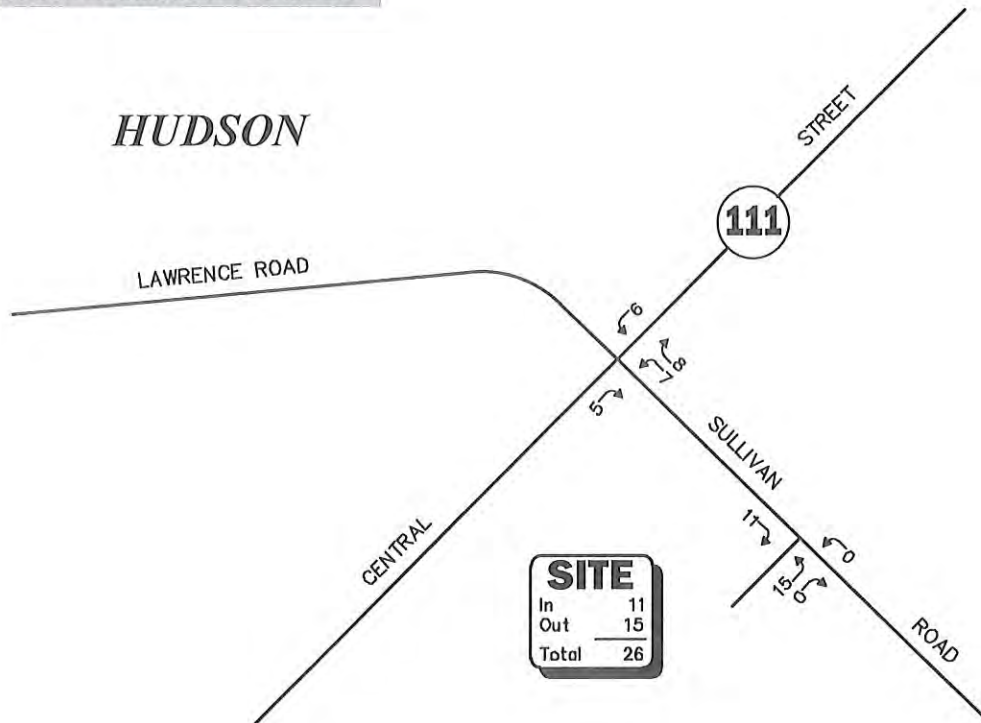 HUDSON
STREET
111
LAWRENCE ROAD
6
8
7
5
SULLIVAN
CENTRAL
11
0
15
0
SITE
In 11
Out 15
Total 26
ROAD